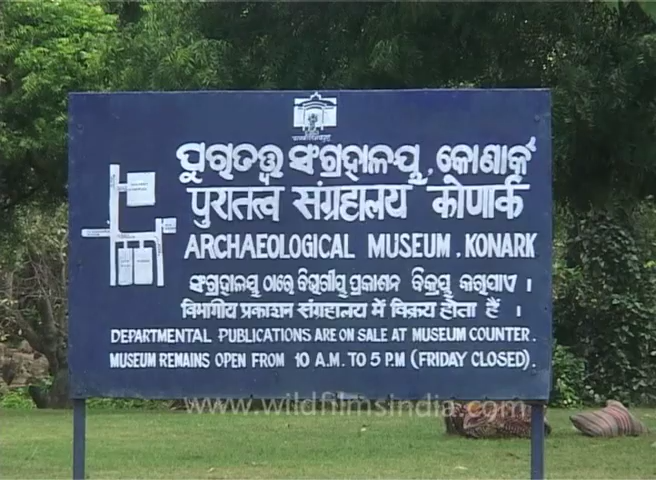 ପୁରାତତ୍ତ୍ୱ ସଂଗ୍ରହାଳୟ, କୋଣାର୍କ
पुरातत्व संग्रहालय कोणार्क
ARCHAEOLOGICAL MUSEUM, KONARK
ସଂଗ୍ରହାଳୟ ଠାରେ ବିଭାଗୀୟ ପ୍ରକାଶନ ବିକ୍ରୟ କରାଯାଏ ।
विभागीय प्रकाशन संग्रहालय में विक्रय होता हैं ।
DEPARTMENTAL PUBLICATIONS ARE ON SALE AT MUSEUM COUNTER.
MUSEUM REMAINS OPEN FROM 10 A.M. TO 5 P.M (FRIDAY CLOSED).
www.wildfilmsindia.com